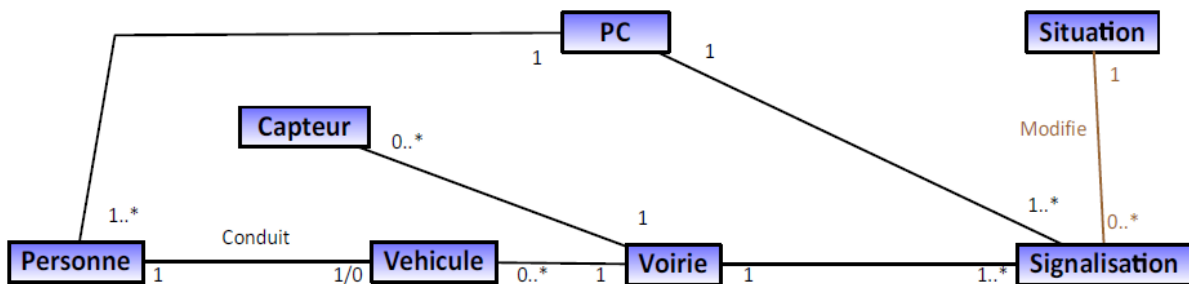 PC
Situation
1
1
1
Capteur
Modifie
0..*
1..*
1
1..*
0..*
Conduit
Personne
1
1/0
Vehicule
0..*
1
Voirie
1
1..*
Signalisation